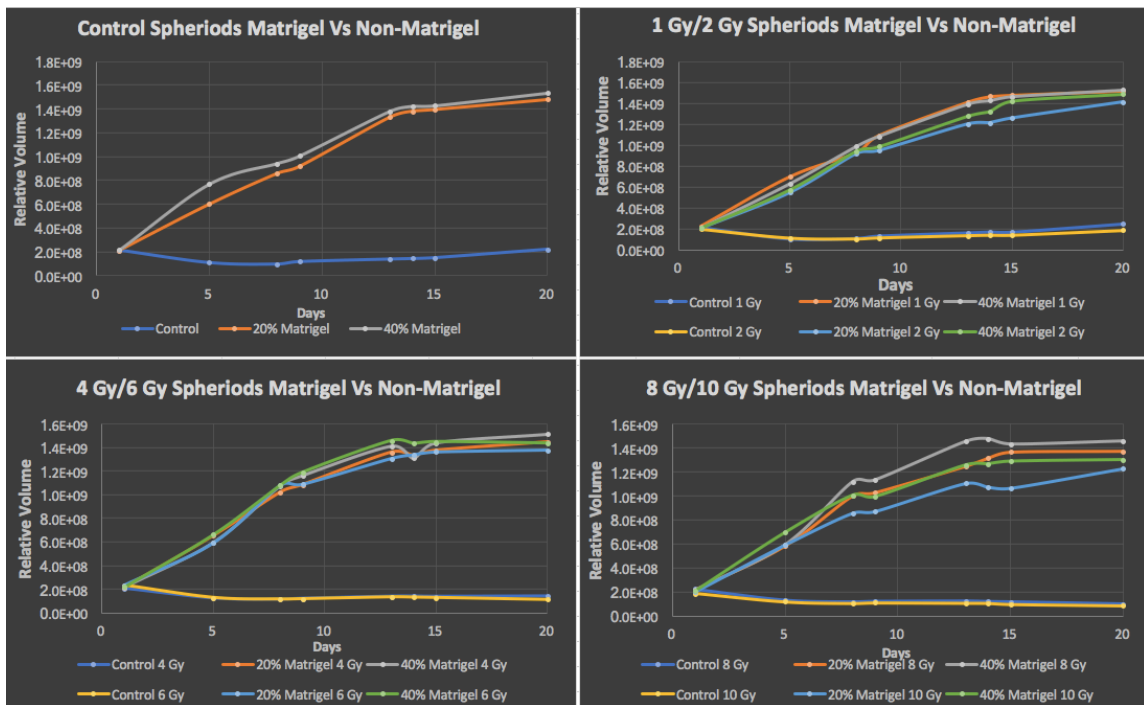 Control Spheriods Matrigel Vs Non-Matrigel
1.8E+09
1.6E+09
1.4E+09
1.2E+09
1.0E+09
8.0E+08
6.0E+08
4.0E+08
2.0E+08
0.0E+00
Relative Volume
0 5 10 15 20
Days
Control 20% Matrigel 40% Matrigel
1 Gy/2 Gy Spheriods Matrigel Vs Non-Matrigel
1.8E+09
1.6E+09
1.4E+09
1.2E+09
1.0E+09
8.0E+08
6.0E+08
4.0E+08
2.0E+08
0.0E+00
Relative Volume
0 5 10 15 20
Days
Control 1 Gy 20% Matrigel 1 Gy 40% Matrigel 1 Gy
Control 2 Gy 20% Matrigel 2 Gy 40% Matrigel 2 Gy
4 Gy/6 Gy Spheriods Matrigel Vs Non-Matrigel
1.6E+09
1.4E+09
1.2E+09
1.0E+09
8.0E+08
6.0E+08
4.0E+08
2.0E+08
0.0E+00
Relative Volume
0 5 10 15 20
Days
Control 4 Gy 20% Matrigel 4 Gy 40% Matrigel 4 Gy
Control 6 Gy 20% Matrigel 6 Gy 40% Matrigel 6 Gy
8 Gy/10 Gy Spheriods Matrigel Vs Non-Matrigel
1.6E+09
1.4E+09
1.2E+09
1.0E+09
8.0E+08
6.0E+08
4.0E+08
2.0E+08
0.0E+00
Relative Volume
0 5 10 15 20
Days
Control 8 Gy 20% Matrigel 8 Gy 40% Matrigel 8 Gy
Control 10 Gy 20% Matrigel 10 Gy 40% Matrigel 10 Gy